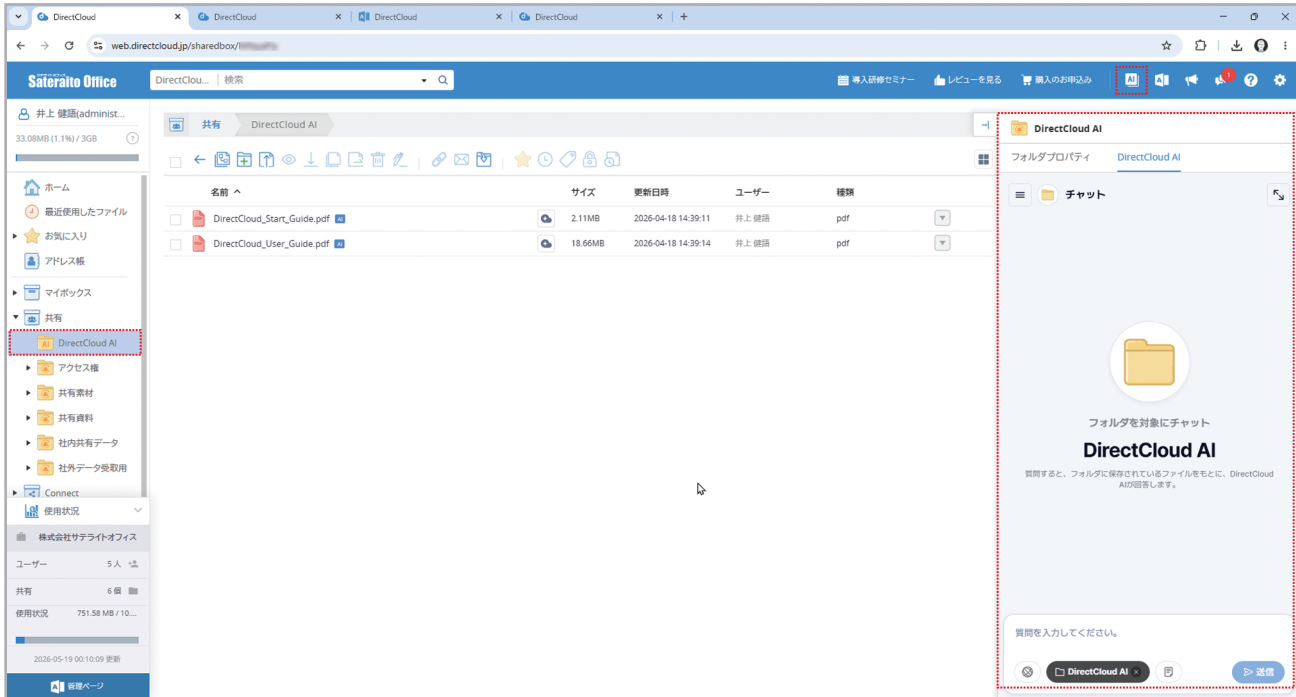 DirectCloud
DirectCloud
DirectCloud
DirectCloud
web.directcloud.jp/sharedbox/
Sateraito Office
サテライトオフィス
DirectClou...
検索
導入研修セミナー
レビューを見る
購入のお申込み
AI
A
1
井上 健語(administ...
33.08MB (1.1%) / 3GB
ホーム
最近使用したファイル
お気に入り
アドレス帳
マイボックス
共有
DirectCloud AI
アクセス権
共有素材
共有資料
社内共有データ
社外データ受取用
Connect
使用状況
株式会社サテライトオフィス
ユーザー 5 人
共有 6 個
使用状況 751.58 MB / 10....
2026-05-19 00:10:09 更新
管理ページ
共有
DirectCloud AI
名前 サイズ 更新日時 ユーザー 種類
DirectCloud_Start_Guide.pdf AI 2.11MB 2026-04-18 14:39:11 井上 健語 pdf
DirectCloud_User_Guide.pdf AI 18.66MB 2026-04-18 14:39:14 井上 健語 pdf
DirectCloud AI
フォルダプロパティ
DirectCloud AI
チャット
フォルダを対象にチャット
DirectCloud AI
質問すると、フォルダに保存されているファイルをもとに、DirectCloud
AIが回答します。
質問を入力してください。
DirectCloud AI
送信